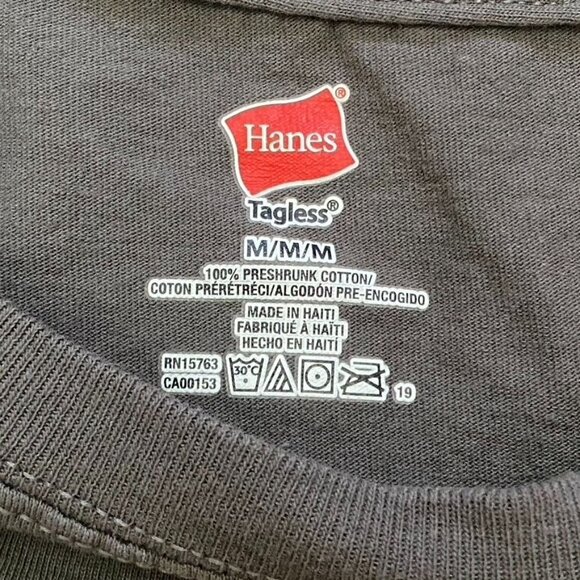 Hanes®
Tagless®
M/M/M
100% PRESHRUNK COTTON/
COTON PRÉRÉTRÉCI/ALGODÓN PRE-ENCOGIDO
MADE IN HAITI
FABRIQUÉ À HAÏTI
HECHO EN HAITÍ
RN15763
CA00153
30°C
19